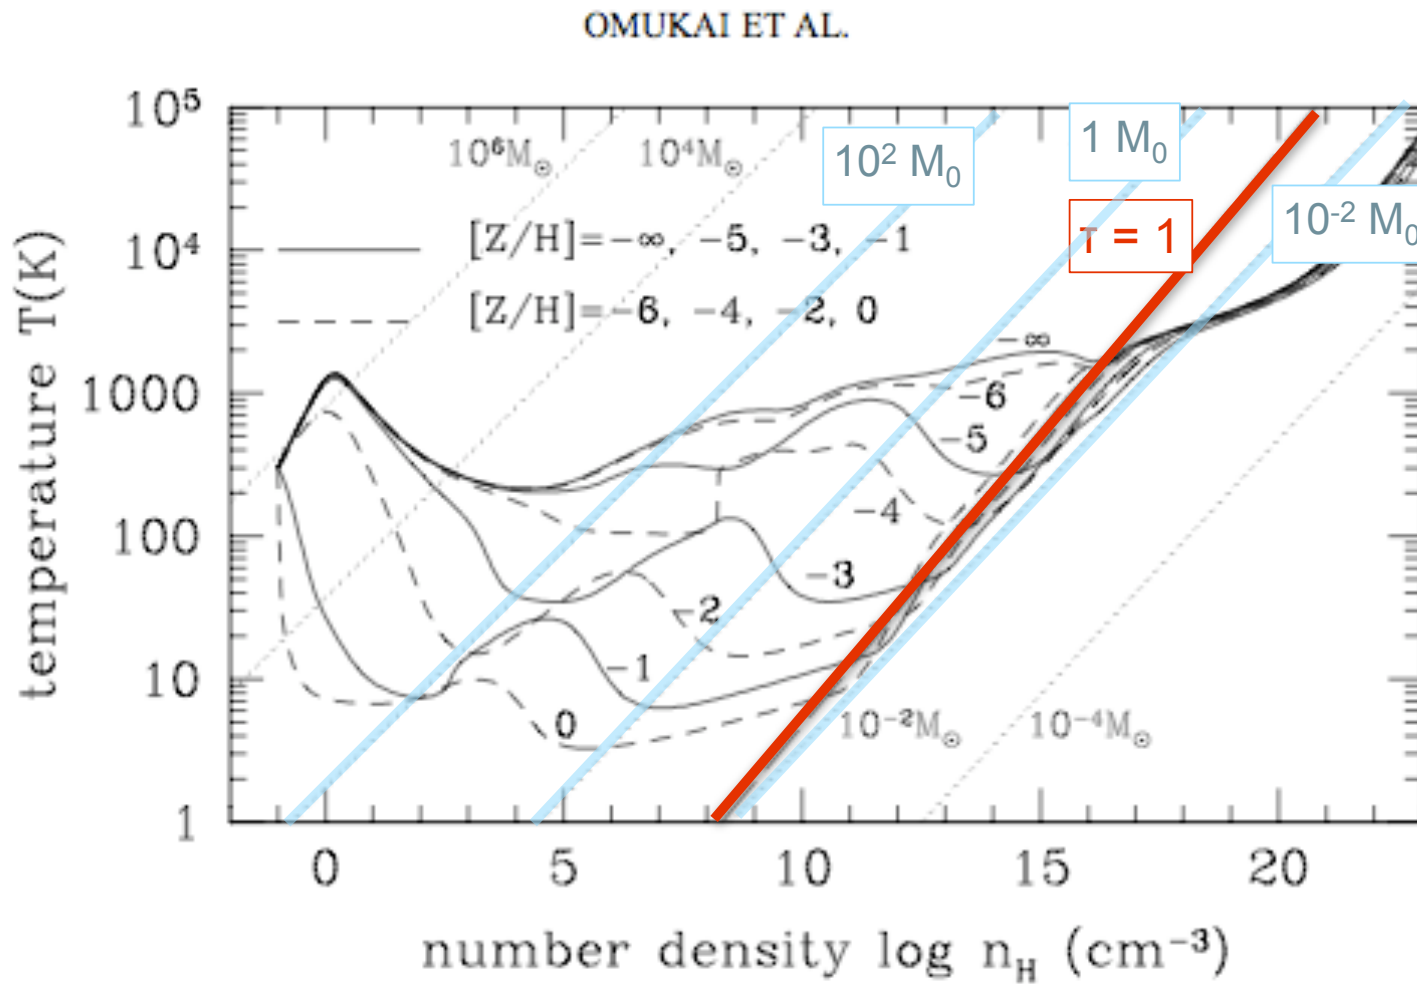 OMUKAI ET AL.
10⁵
10⁶M☉
10⁴M☉
10² M₀
1 M₀
10⁻² M₀
τ = 1
[Z/H]=−∞, −5, −3, −1
[Z/H]=−6, −4, −2, 0
10⁴
1000
100
10
1
−∞
−6
−5
−4
−3
−2
−1
0
10⁻²M☉
10⁻⁴M☉
temperature T(K)
0 5 10 15 20
number density log n_H (cm⁻³)